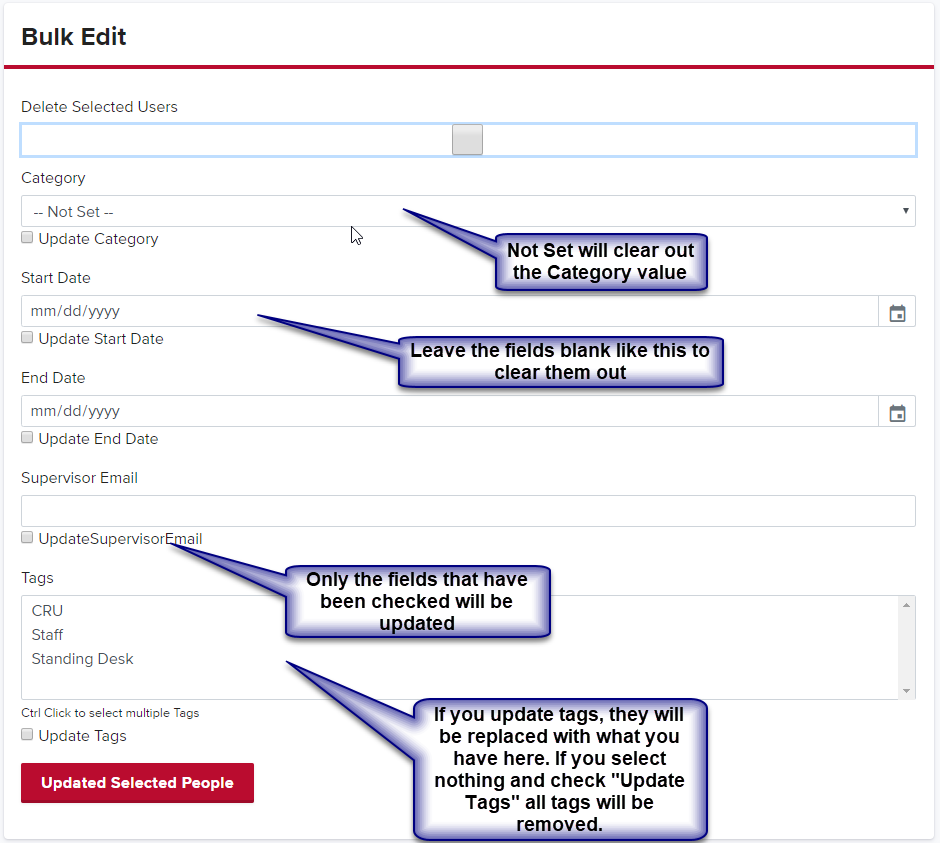 Bulk Edit
Delete Selected Users
Category
-- Not Set --
Update Category
Not Set will clear out
the Category value
Start Date
mm/dd/yyyy
Update Start Date
Leave the fields blank like this to
clear them out
End Date
mm/dd/yyyy
Update End Date
Supervisor Email
UpdateSupervisorEmail
Only the fields that have
been checked will be
updated
Tags
CRU
Staff
Standing Desk
Ctrl Click to select multiple Tags
Update Tags
If you update tags, they will
be replaced with what you
have here. If you select
nothing and check "Update
Tags" all tags will be
removed.
Updated Selected People